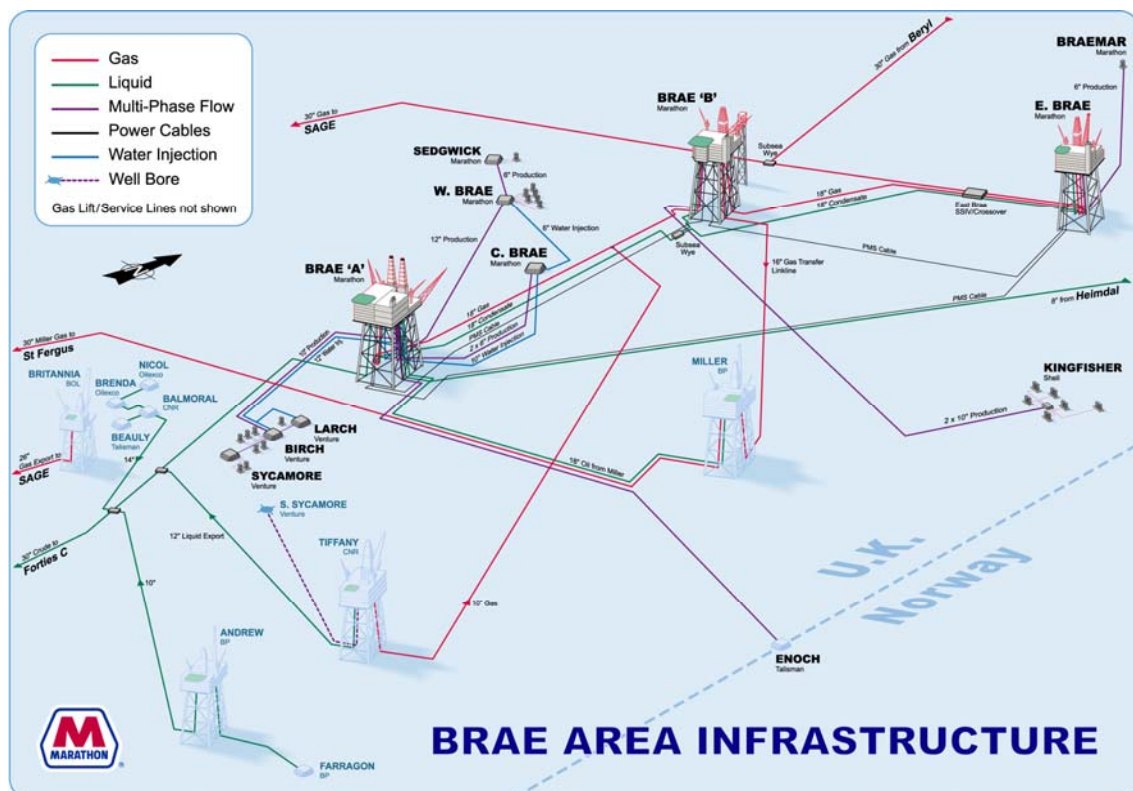 Gas
Liquid
Multi-Phase Flow
Power Cables
Water Injection
Well Bore
Gas Lift/Service Lines not shown
30" Gas from Beryl
BRAEMAR
Marathon
6" Production
E. BRAE
Marathon
BRAE 'B'
Marathon
30" Gas to
SAGE
Subsea
Wye
SEDGWICK
Marathon
6" Production
W. BRAE
Marathon
8" Water Injection
12" Production
C. BRAE
Marathon
18" Gas
18" Condensate
East Brae
SSIV/Crossover
Subsea
Wye
PMS Cable
16" Gas Transfer
Linkline
BRAE 'A'
Marathon
18" Gas
18" Condensate
PMS Cable
2 x 6" Production
10" Water Injection
PMS Cable
8" from Heimdal
N
10" Production
12" Water Inj.
30" Miller Gas to
St Fergus
BRITANNIA
BOL
NICOL
Oilexco
BRENDA
Oilexco
BALMORAL
CNR
BEAULY
Talisman
14"
28"
Gas Export to
SAGE
MILLER
BP
KINGFISHER
Shell
2 x 10" Production
LARCH
Venture
BIRCH
Venture
SYCAMORE
Venture
18" Oil from Miller
S. SYCAMORE
Venture
30" Crude to
Forties C
12" Liquid Export
TIFFANY
CNR
10" Gas
10"
U.K.
Norway
ANDREW
BP
ENOCH
Talisman
FARRAGON
BP
M
MARATHON
®
BRAE AREA INFRASTRUCTURE